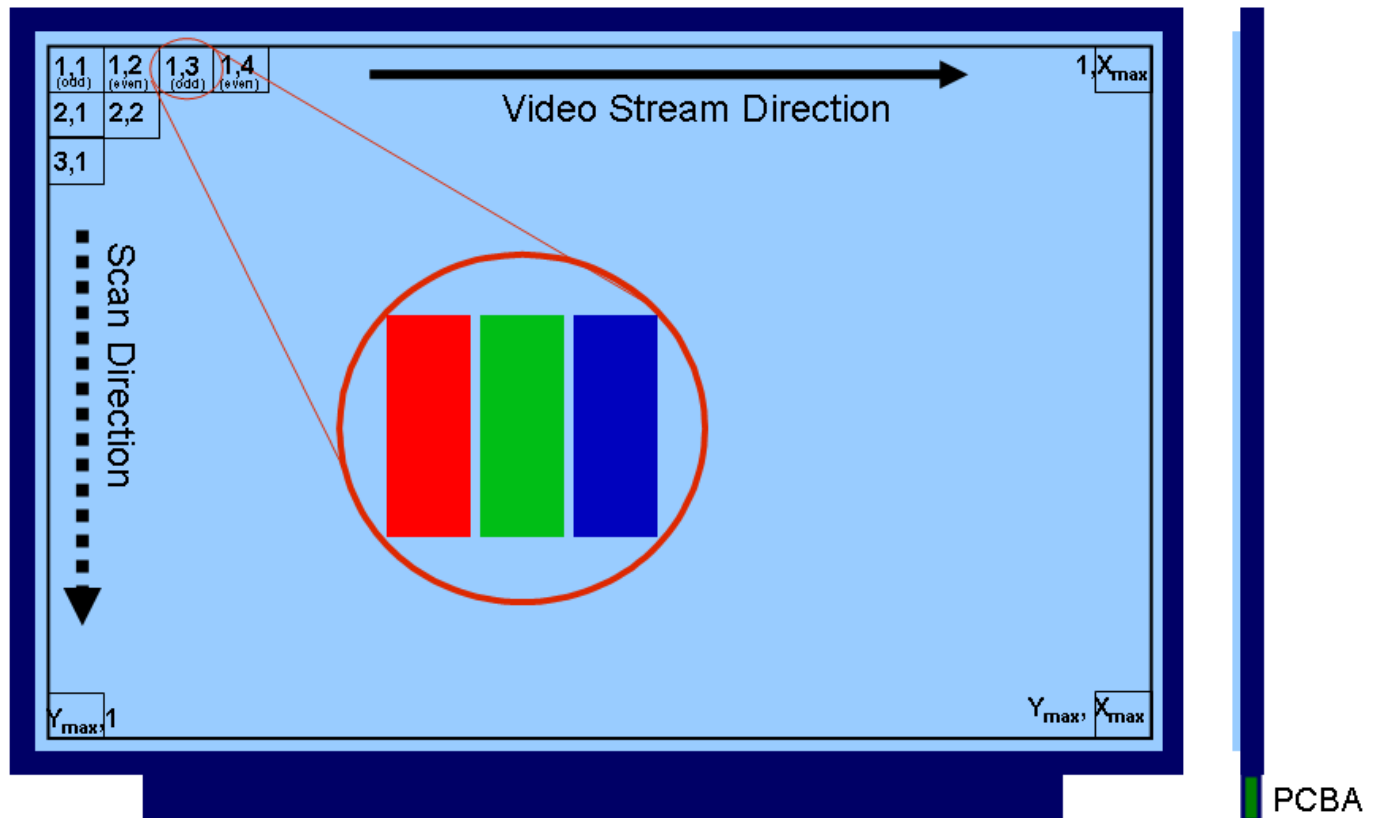 1,1 1,2 1,3 1,4 1,Xmax
(odd) (even) (odd) (even)
Video Stream Direction
2,1 2,2
3,1
Scan Direction
Ymax,1 Ymax, Xmax
PCBA